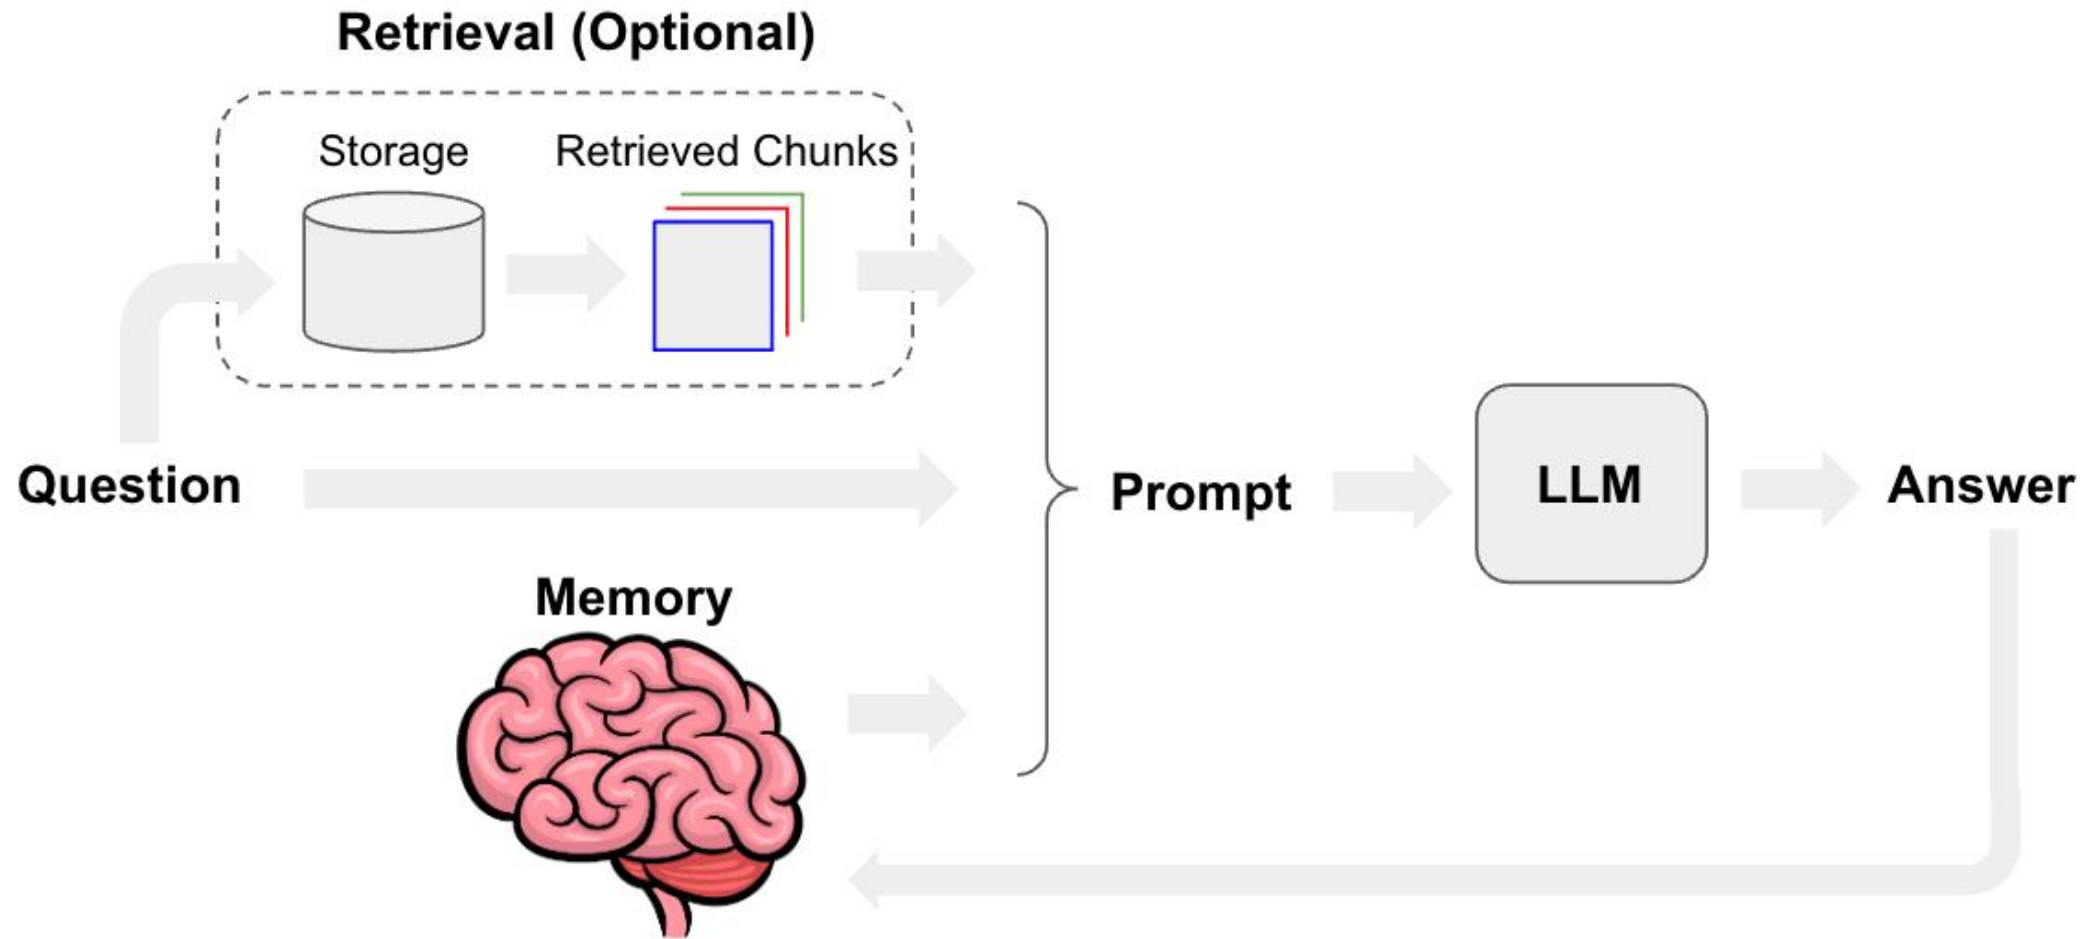 Retrieval (Optional)
Storage
Retrieved Chunks
Question
Prompt
LLM
Answer
Memory